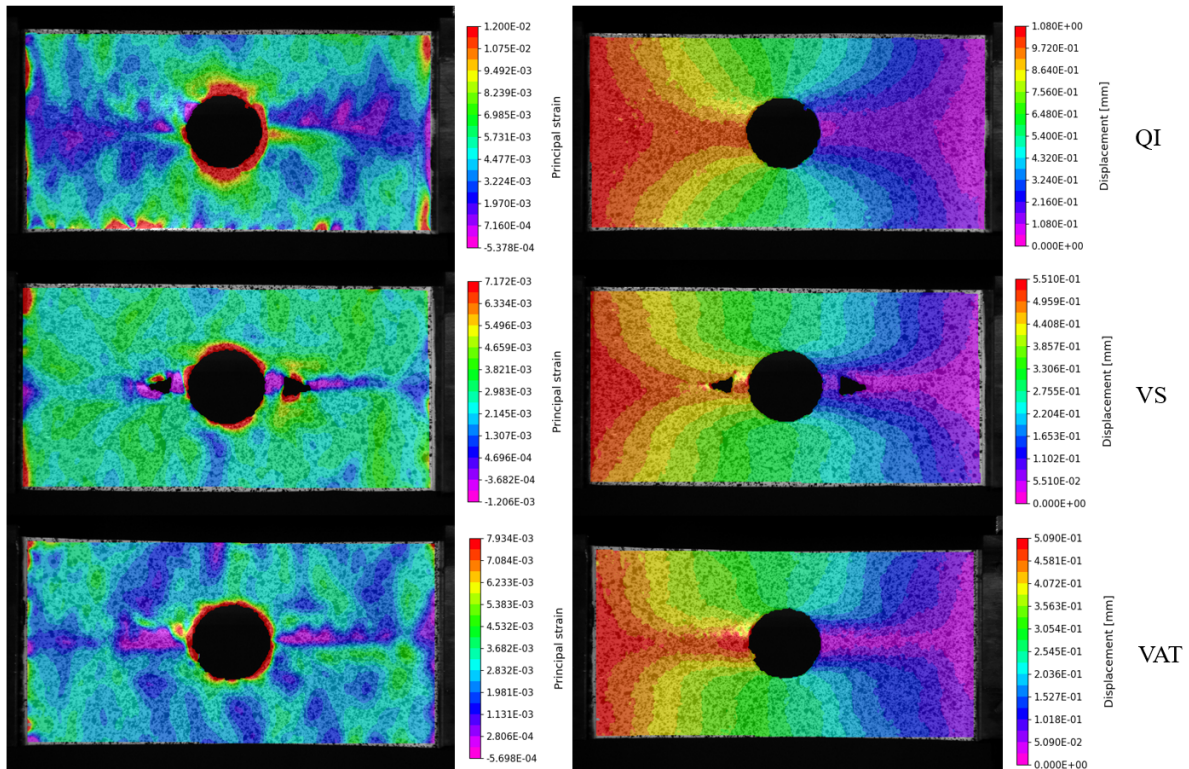 1.200E-02
1.075E-02
9.492E-03
8.239E-03
6.985E-03
5.731E-03
4.477E-03
3.224E-03
1.970E-03
7.160E-04
-5.378E-04
Principal strain
1.080E+00
9.720E-01
8.640E-01
7.560E-01
6.480E-01
5.400E-01
4.320E-01
3.240E-01
2.160E-01
1.080E-01
0.000E+00
Displacement [mm]
QI
7.172E-03
6.334E-03
5.496E-03
4.659E-03
3.821E-03
2.983E-03
2.145E-03
1.307E-03
4.696E-04
-3.682E-04
-1.206E-03
Principal strain
5.510E-01
4.959E-01
4.408E-01
3.857E-01
3.306E-01
2.755E-01
2.204E-01
1.653E-01
1.102E-01
5.510E-02
0.000E+00
Displacement [mm]
VS
7.934E-03
7.084E-03
6.233E-03
5.383E-03
4.532E-03
3.682E-03
2.832E-03
1.981E-03
1.131E-03
2.806E-04
-5.698E-04
Principal strain
5.090E-01
4.581E-01
4.072E-01
3.563E-01
3.054E-01
2.545E-01
2.036E-01
1.527E-01
1.018E-01
5.090E-02
0.000E+00
Displacement [mm]
VAT